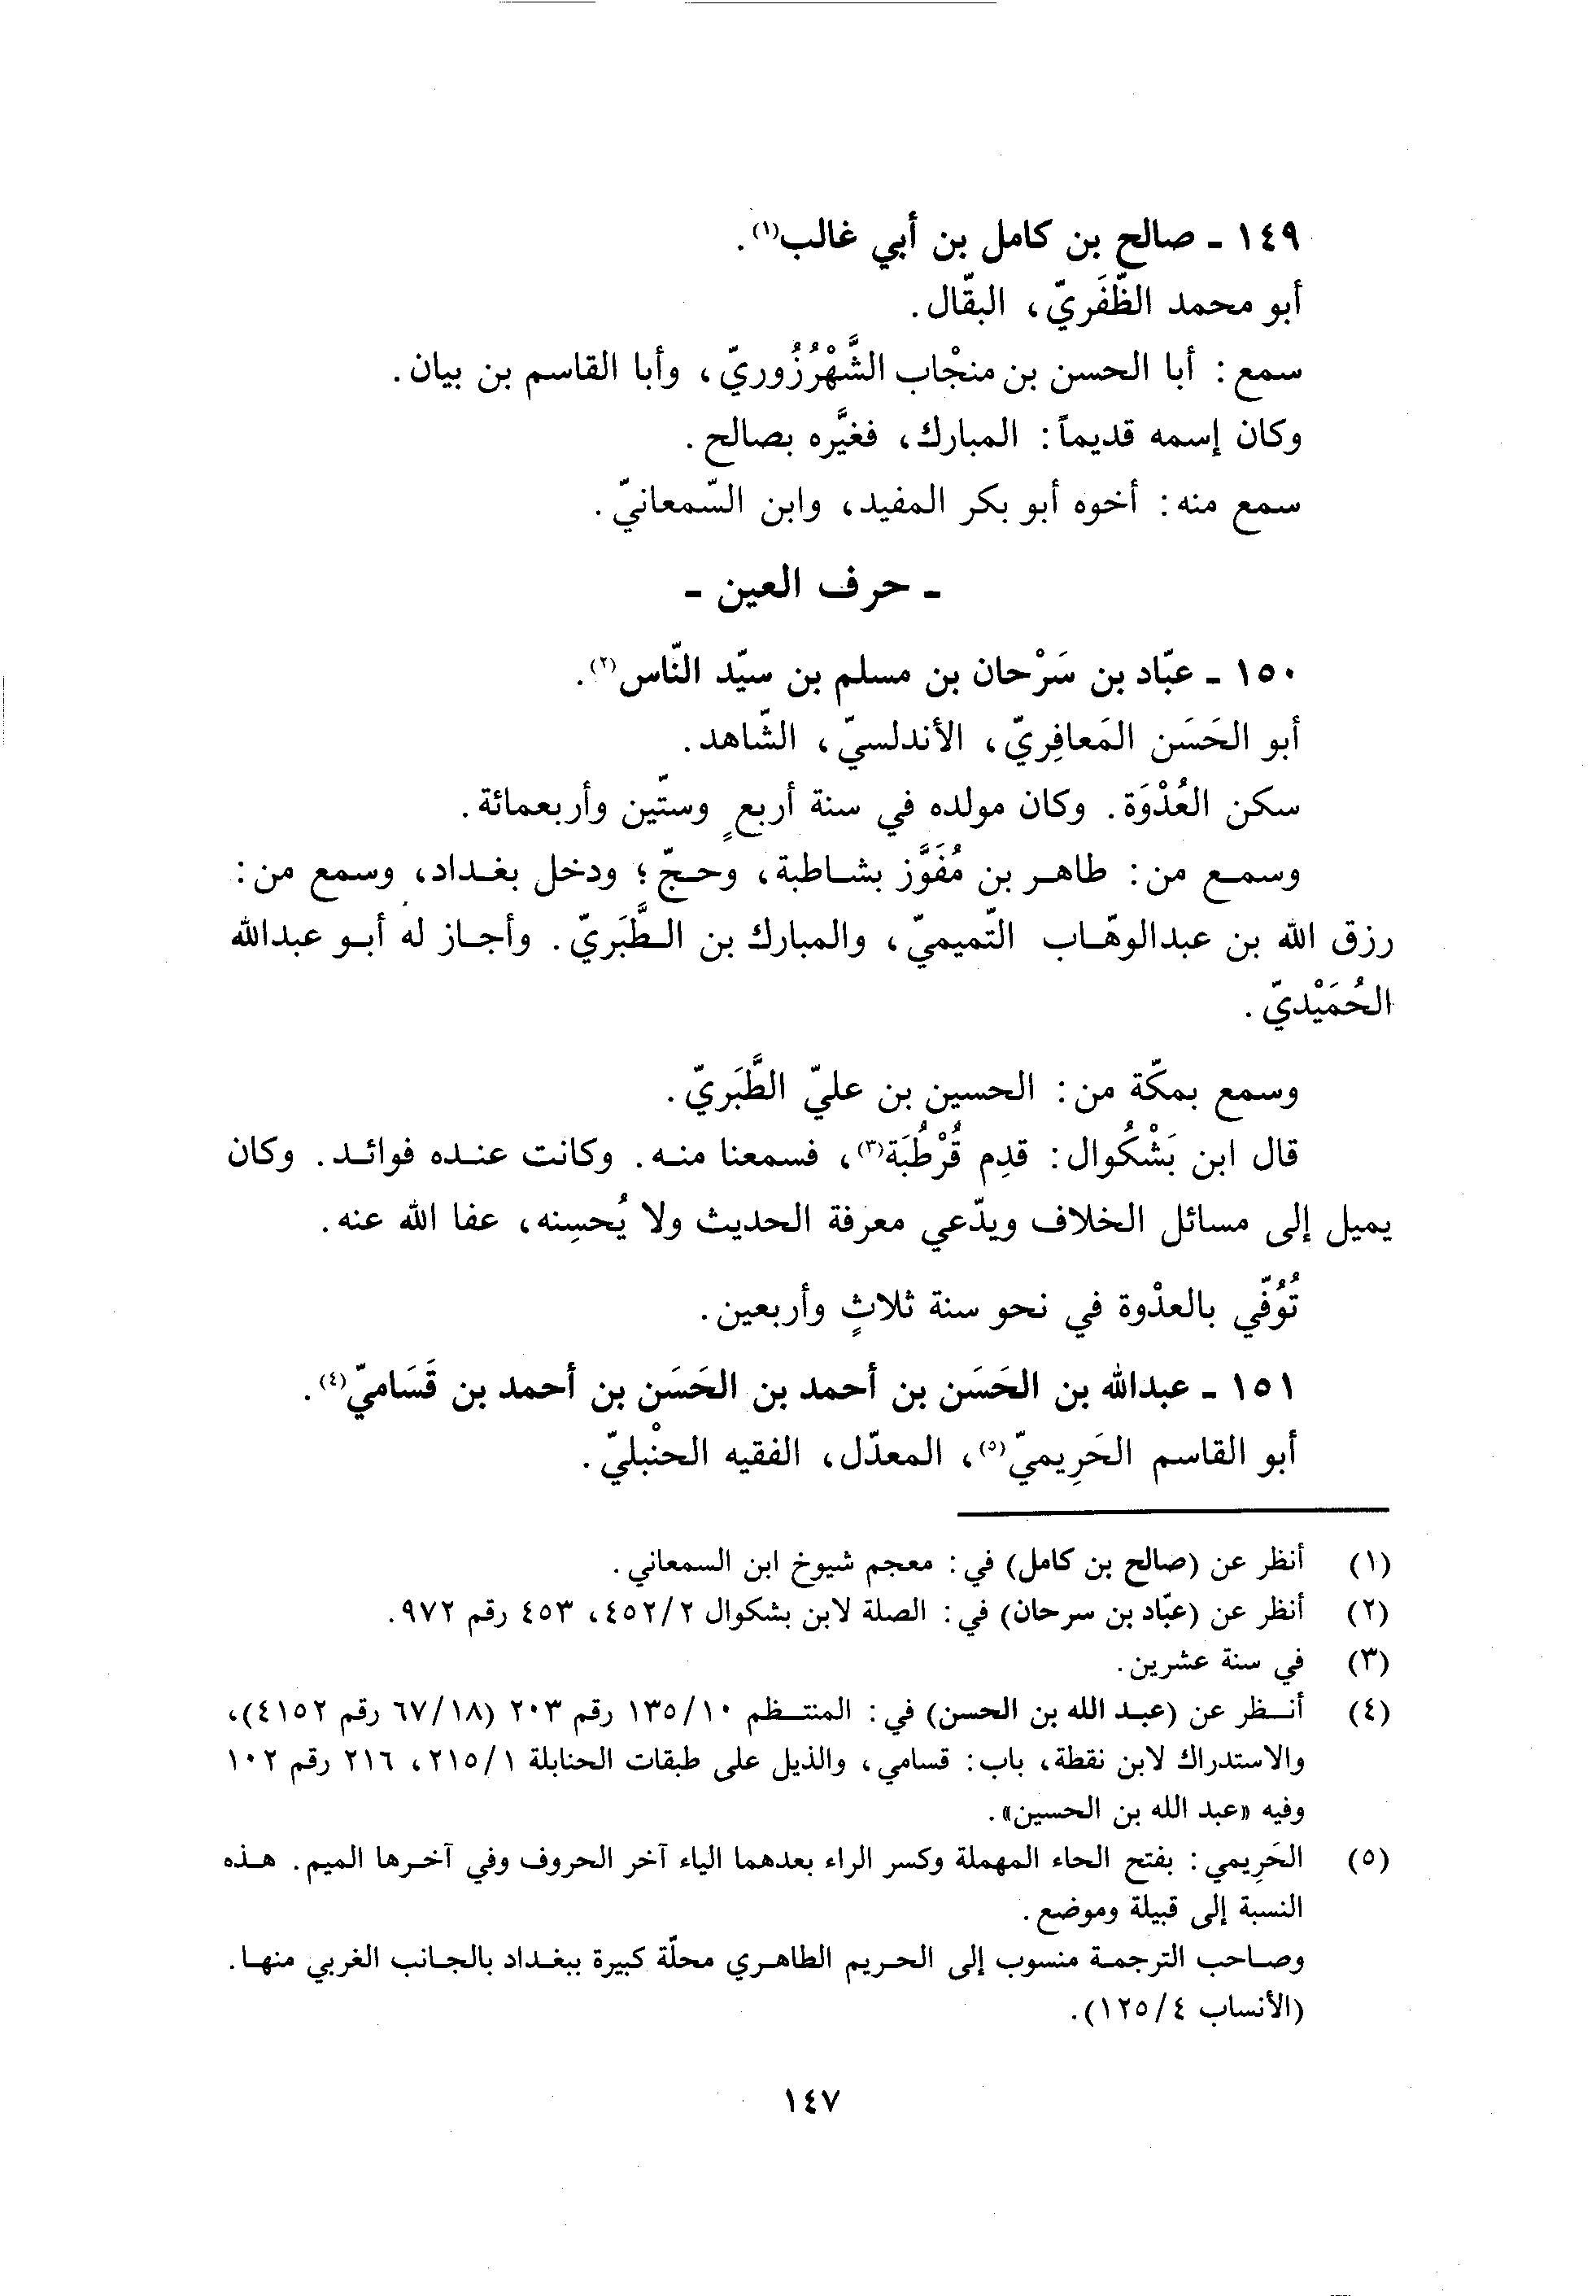 ١٤٩ ـ صالح بن كامل بن أبي غالب(١).
أبو محمد الظّفَريّ، البقّال.
سمع: أبا الحسن بن منجْاب الشَّهْرُزُوريّ، وأبا القاسم بن بيان.
وكان إسمه قديماً: المبارك، فغيَّره بصالح.
سمع منه: أخوه أبو بكر المفيد، وابن السّمعانيّ.
ـ حرف العين ـ
١٥٠ ـ عبّاد بن سَرْحان بن مسلم بن سيّد النّاس(٢).
أبو الحَسَن المَعافِريّ، الأندلسيّ، الشّاهد.
سكن العُدْوَة. وكان مولده في سنة أربعٍ وستّين وأربعمائة.
وسمع من: طاهر بن مُفَوَّز بشاطبة، وحجّ؛ ودخل بغداد، وسمع من:
رزق الله بن عبدالوهّاب التّميميّ، والمبارك بن الطَّبَريّ. وأجاز له أبو عبدالله
الحُمَيْديّ.
وسمع بمكّة من: الحسين بن عليّ الطَّبَريّ.
قال ابن بَشْكُوال: قدِم قُرْطُبَة(٣)، فسمعنا منه. وكانت عنده فوائد. وكان
يميل إلى مسائل الخلاف ويدّعي معرفة الحديث ولا يُحسِنه، عفا الله عنه.
تُوُفّي بالعدْوة في نحو سنة ثلاثٍ وأربعين.
١٥١ ـ عبدالله بن الحَسَن بن أحمد بن الحَسَن بن أحمد بن قَسَاميّ(٤).
أبو القاسم الحَرِيميّ(٥)، المعدّل، الفقيه الحنْبليّ.
(١) أنظر عن (صالح بن كامل) في: معجم شيوخ ابن السمعاني.
(٢) أنظر عن (عبّاد بن سرحان) في: الصلة لابن بشكوال ٤٥٢/٢، ٤٥٣ رقم ٩٧٢.
(٣) في سنة عشرين.
(٤) أنظر عن (عبد الله بن الحسن) في: المنتظم ١٣٥/١٠ رقم ٢٠٣ (٦٧/١٨ رقم ٤١٥٢)،
والاستدراك لابن نقطة، باب: قسامي، والذيل على طبقات الحنابلة ٢١٥/١، ٢١٦ رقم ١٠٢
وفيه «عبد الله بن الحسين».
(٥) الحَرِيمي: بفتح الحاء المهملة وكسر الراء بعدهما الياء آخر الحروف وفي آخرها الميم. هذه
النسبة إلى قبيلة وموضع.
وصاحب الترجمة منسوب إلى الحريم الطاهري محلّة كبيرة ببغداد بالجانب الغربي منها.
(الأنساب ١٢٥/٤).
١٤٧